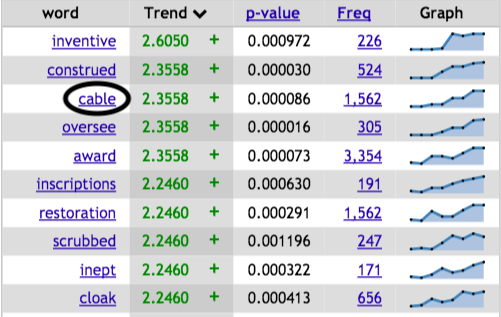 word Trend p-value Freq Graph
inventive 2.6050 + 0.000972 226
construed 2.3558 + 0.000030 524
cable 2.3558 + 0.000086 1,562
oversee 2.3558 + 0.000016 305
award 2.3558 + 0.000073 3,354
inscriptions 2.2460 + 0.000630 191
restoration 2.2460 + 0.000291 1,562
scrubbed 2.2460 + 0.001196 247
inept 2.2460 + 0.000322 171
cloak 2.2460 + 0.000413 656